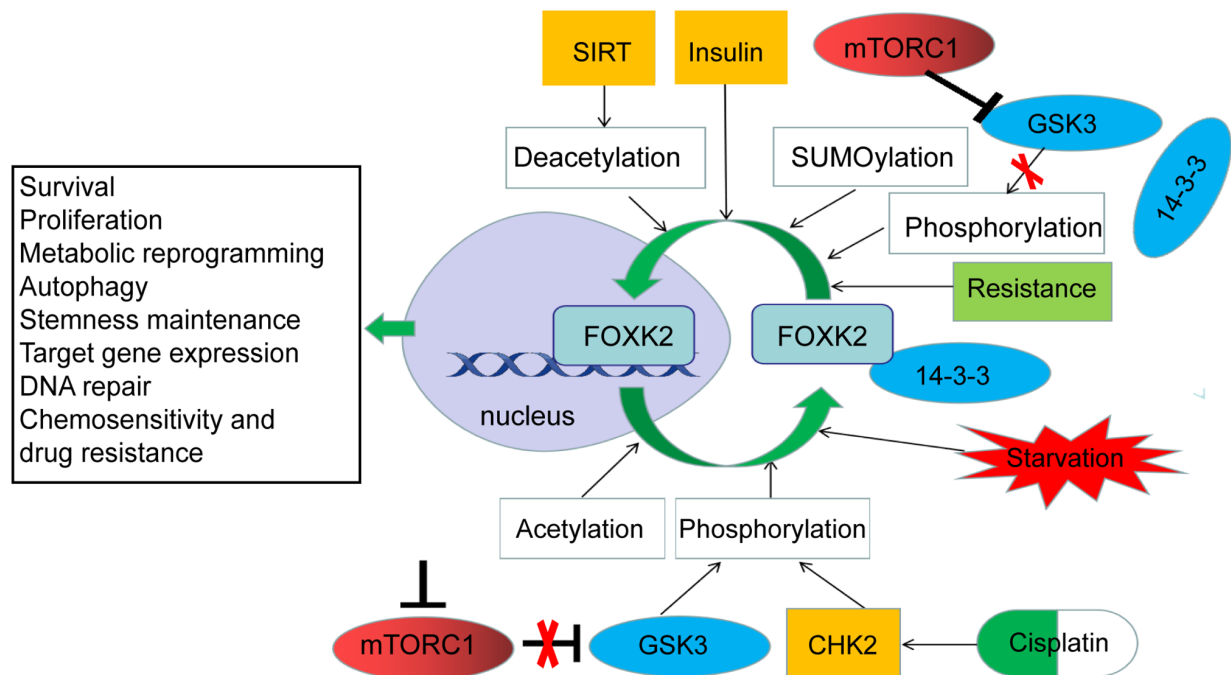 SIRT
Insulin
mTORC1
GSK3
14-3-3
Deacetylation
SUMOylation
Phosphorylation
Resistance
Survival
Proliferation
Metabolic reprogramming
Autophagy
Stemness maintenance
Target gene expression
DNA repair
Chemosensitivity and
drug resistance
FOXK2
FOXK2
14-3-3
nucleus
Starvation
Acetylation
Phosphorylation
mTORC1
GSK3
CHK2
Cisplatin